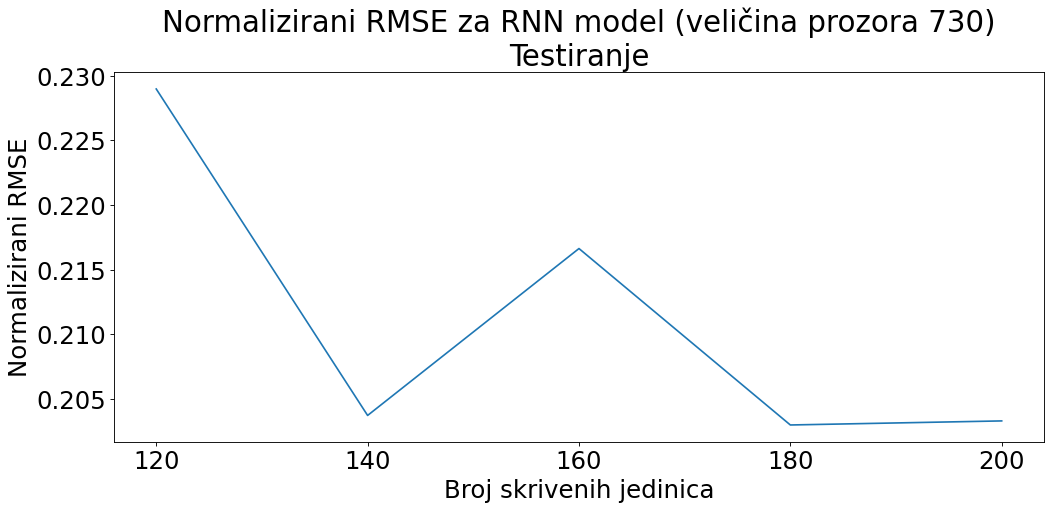 Normalizirani RMSE za RNN model (veličina prozora 730)
Testiranje
0.230
0.225
0.220
0.215
0.210
0.205
Normalizirani RMSE
120 140 160 180 200
Broj skrivenih jedinica